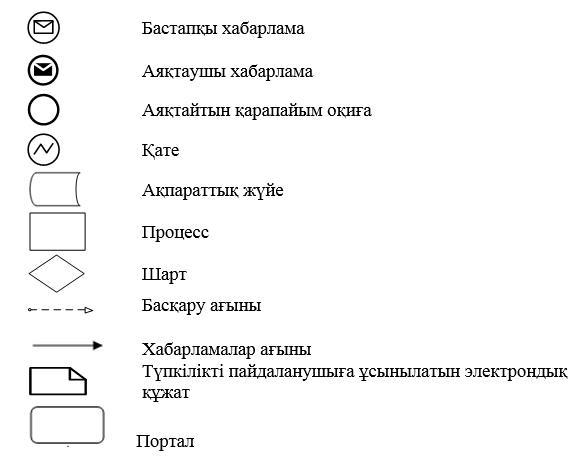 Бастапқы хабарлама
Аяқтаушы хабарлама
Аяқтайтын қарапайым оқиға
Қате
Ақпараттық жүйе
Процесс
Шарт
Басқару ағыны
Хабарламалар ағыны
Түпкілікті пайдаланушыға ұсынылатын электрондық
құжат
Портал